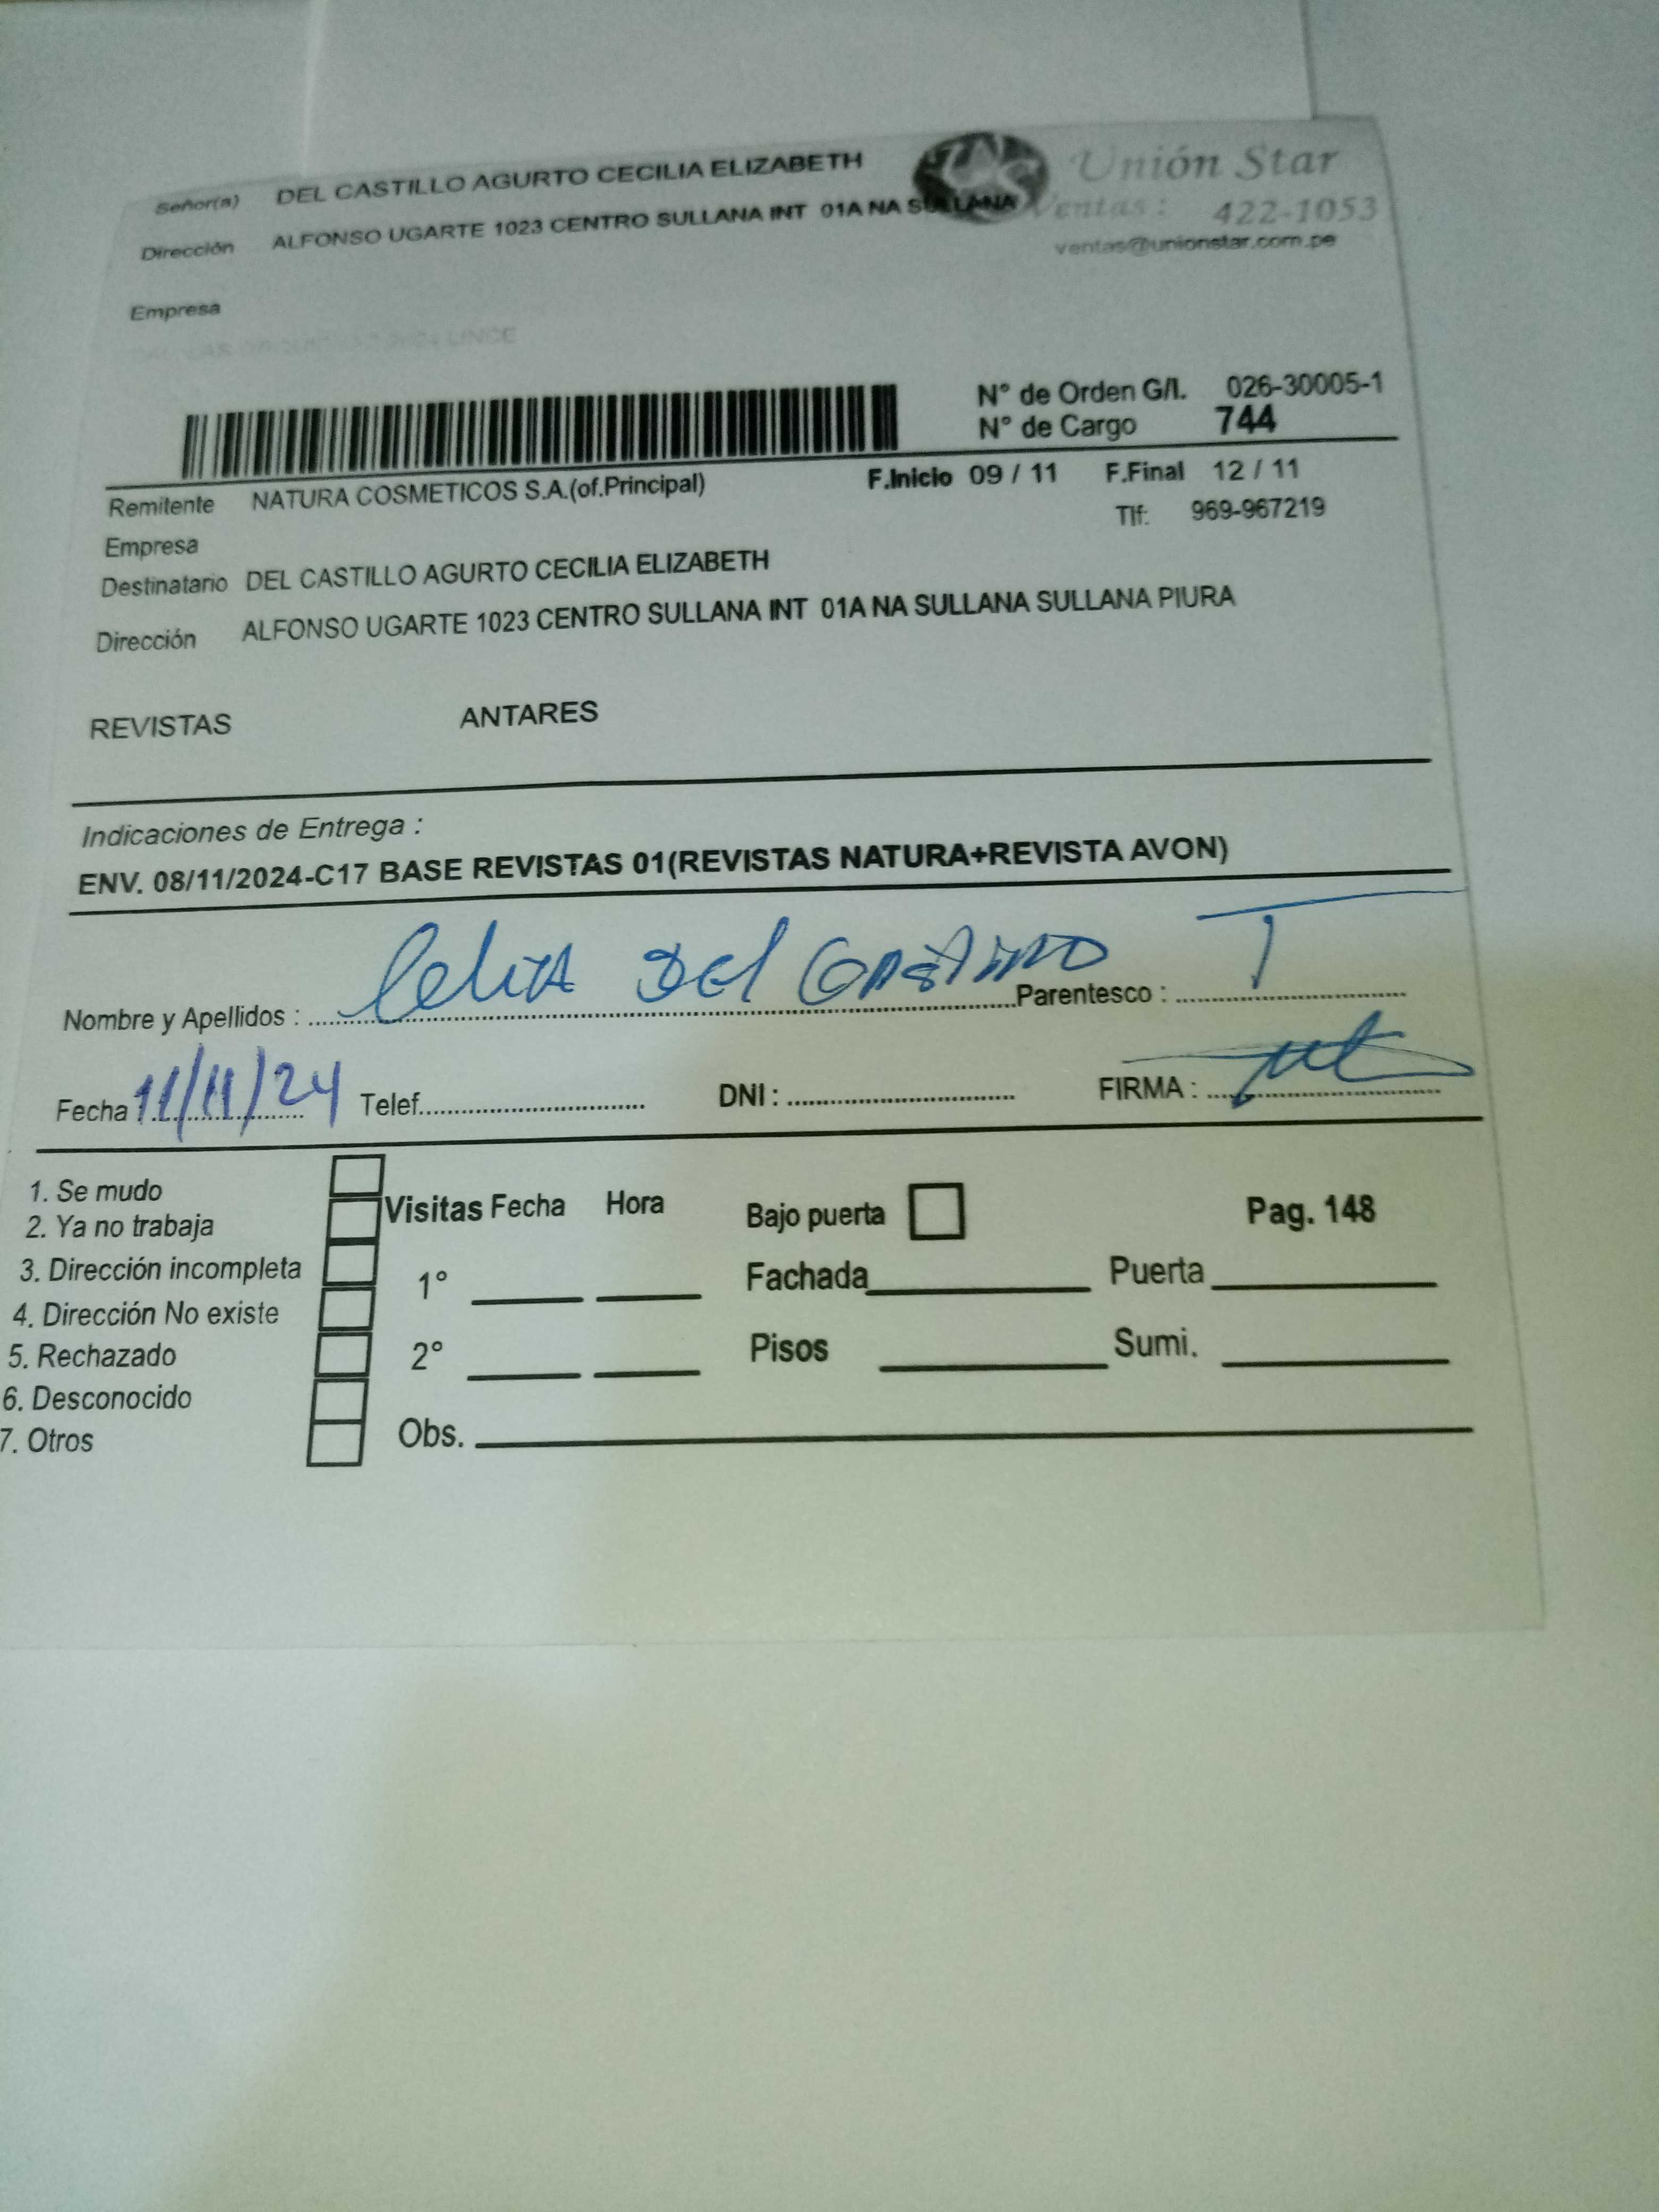 Señor(a) DEL CASTILLO AGURTO CECILIA ELIZABETH
Unión Star
Dirección ALFONSO UGARTE 1023 CENTRO SULLANA INT 01A NA SULLANA
Ventas : 422-1053
ventas@unionstar.com.pe
Empresa
LINCE
N° de Orden G/I. 026-30005-1
N° de Cargo 744
Remitente NATURA COSMETICOS S.A.(of.Principal) F.Inicio 09 / 11 F.Final 12 / 11
Tlf: 969-967219
Empresa
Destinatario DEL CASTILLO AGURTO CECILIA ELIZABETH
Dirección ALFONSO UGARTE 1023 CENTRO SULLANA INT 01A NA SULLANA SULLANA PIURA
REVISTAS ANTARES
Indicaciones de Entrega :
ENV. 08/11/2024-C17 BASE REVISTAS 01(REVISTAS NATURA+REVISTA AVON)
Nombre y Apellidos : Del Castillo Parentesco : T
Fecha : 11/11/24 Telef. DNI : FIRMA :
1. Se mudo
2. Ya no trabaja
3. Dirección incompleta
4. Dirección No existe
5. Rechazado
6. Desconocido
7. Otros
Visitas Fecha Hora
1°
2°
Obs.
Bajo puerta Pag. 148
Fachada Puerta
Pisos Sumi.